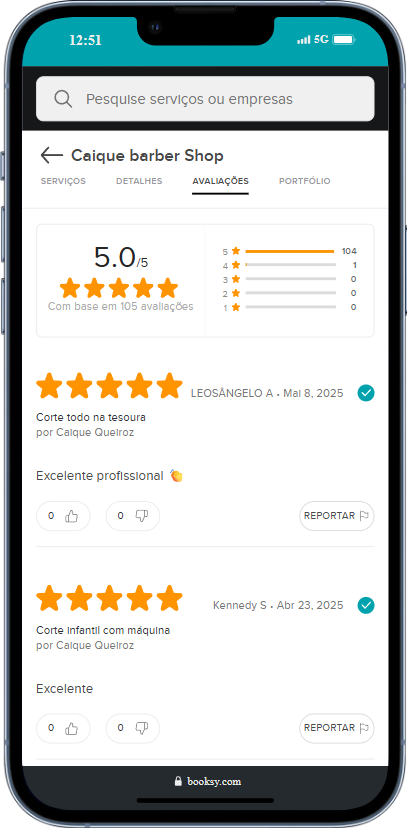 12:51
5G
Pesquise serviços ou empresas
Caique barber Shop
SERVIÇOS DETALHES AVALIAÇÕES PORTFÓLIO
5.0/5
Com base em 105 avaliações
5 104
4 1
3 0
2 0
1 0
LEOSÂNGELO A • Mai 8, 2025
Corte todo na tesoura
por Caique Queiroz
Excelente profissional 👏
0 0 REPORTAR
Kennedy S • Abr 23, 2025
Corte infantil com máquina
por Caique Queiroz
Excelente
0 0 REPORTAR
booksy.com